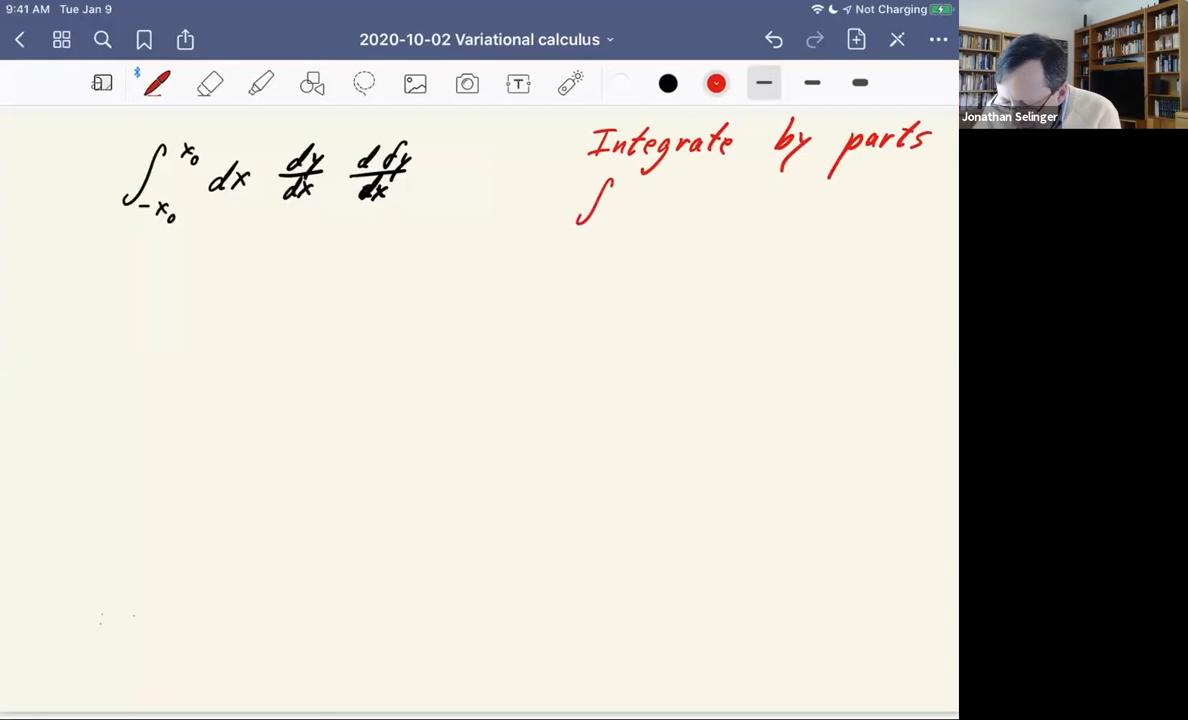 9:41 AM Tue Jan 9
Not Charging
2020-10-02 Variational calculus
Jonathan Selinger
∫_{-x₀}^{x₀} dx dy/dx dδy/dx
Integrate by parts
∫